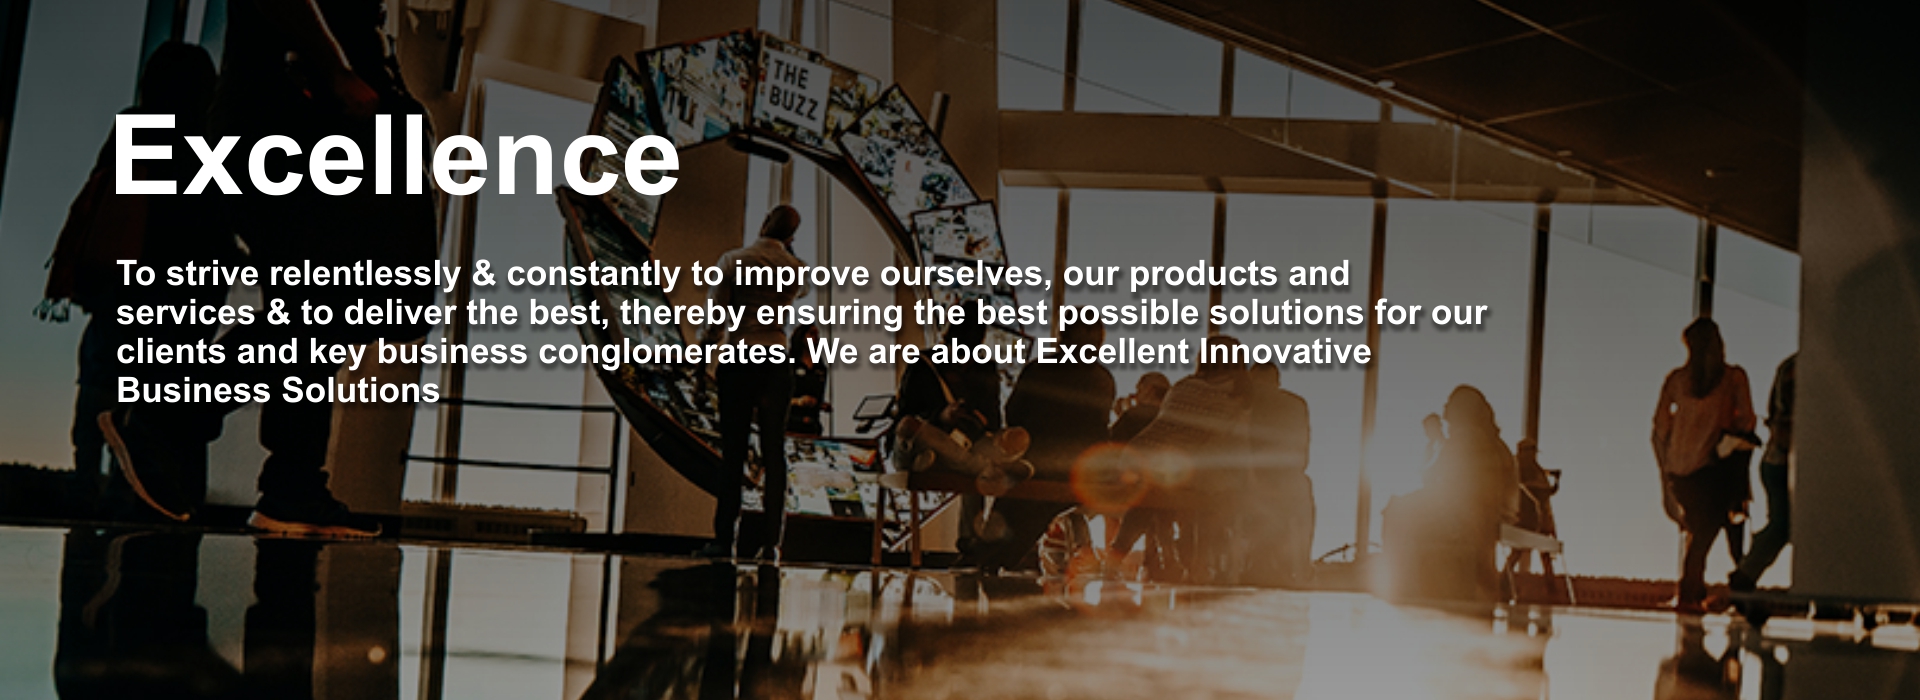 THE
BUZZ
Excellence
To strive relentlessly & constantly to improve ourselves, our products and
services & to deliver the best, thereby ensuring the best possible solutions for our
clients and key business conglomerates. We are about Excellent Innovative
Business Solutions